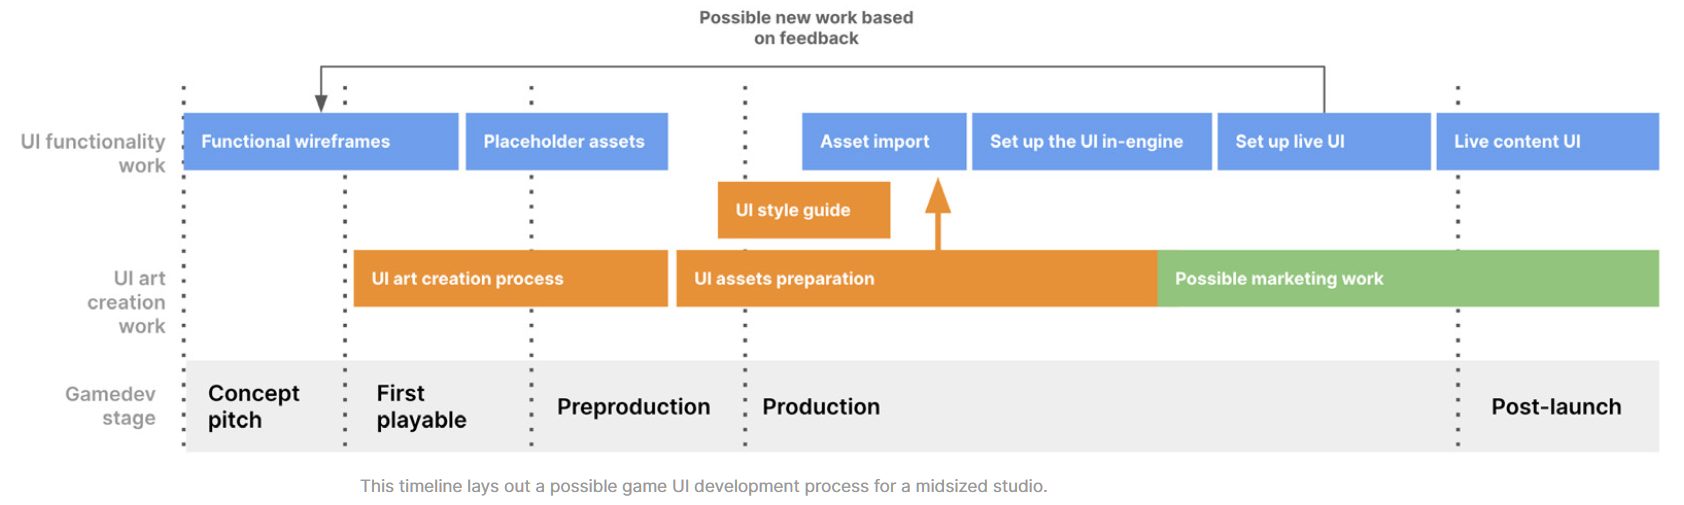 Possible new work based
on feedback
UI functionality
work
Functional wireframes
Placeholder assets
Asset import
Set up the UI in-engine
Set up live UI
Live content UI
UI style guide
UI art
creation
work
UI art creation process
UI assets preparation
Possible marketing work
Gamedev
stage
Concept
pitch
First
playable
Preproduction
Production
Post-launch
This timeline lays out a possible game UI development process for a midsized studio.